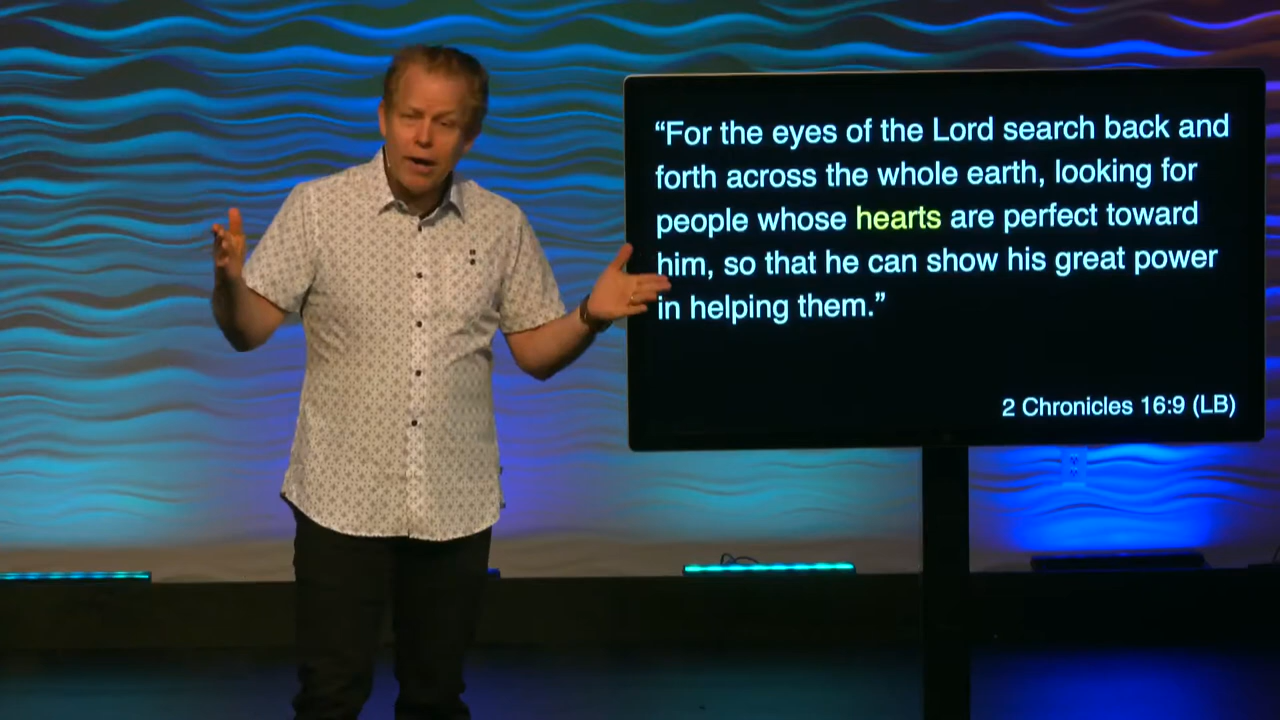 “For the eyes of the Lord search back and
forth across the whole earth, looking for
people whose hearts are perfect toward
him, so that he can show his great power
in helping them.”
2 Chronicles 16:9 (LB)